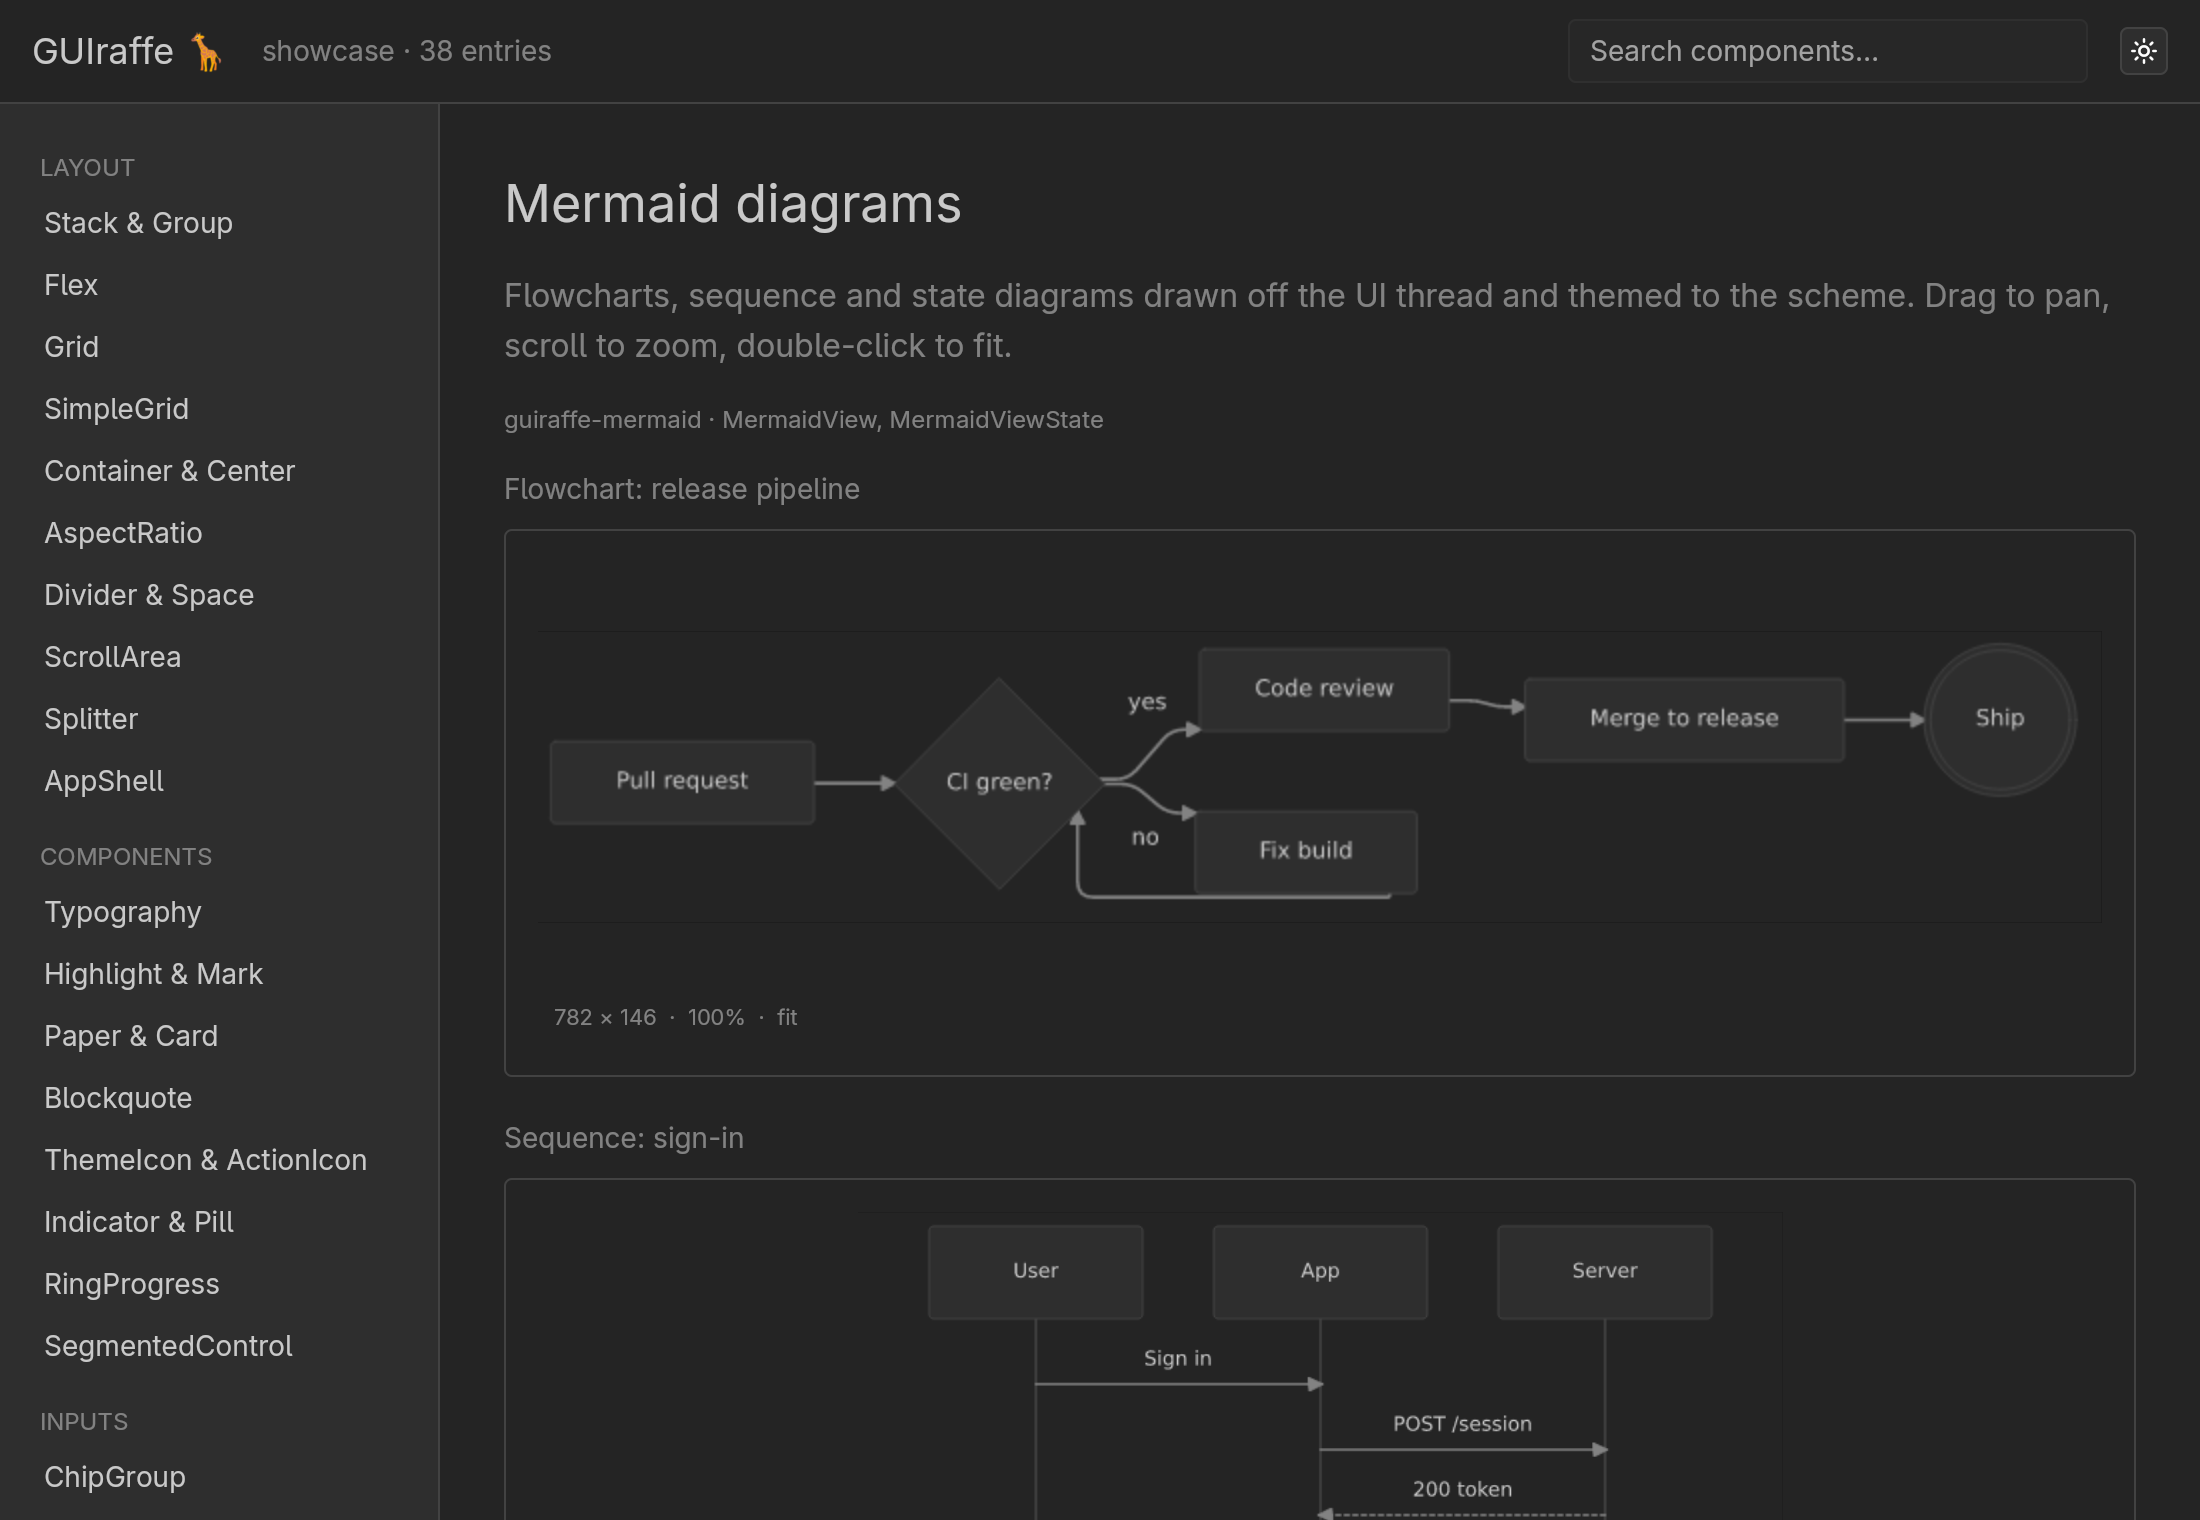 GUIraffe 🦒 showcase · 38 entries
Search components...
LAYOUT
Stack & Group
Flex
Grid
SimpleGrid
Container & Center
AspectRatio
Divider & Space
ScrollArea
Splitter
AppShell
COMPONENTS
Typography
Highlight & Mark
Paper & Card
Blockquote
ThemeIcon & ActionIcon
Indicator & Pill
RingProgress
SegmentedControl
INPUTS
ChipGroup
Mermaid diagrams
Flowcharts, sequence and state diagrams drawn off the UI thread and themed to the scheme. Drag to pan,
scroll to zoom, double-click to fit.
guiraffe-mermaid · MermaidView, MermaidViewState
Flowchart: release pipeline
Pull request
CI green?
yes
no
Code review
Fix build
Merge to release
Ship
782 × 146 · 100% · fit
Sequence: sign-in
User
App
Server
Sign in
POST /session
200 token